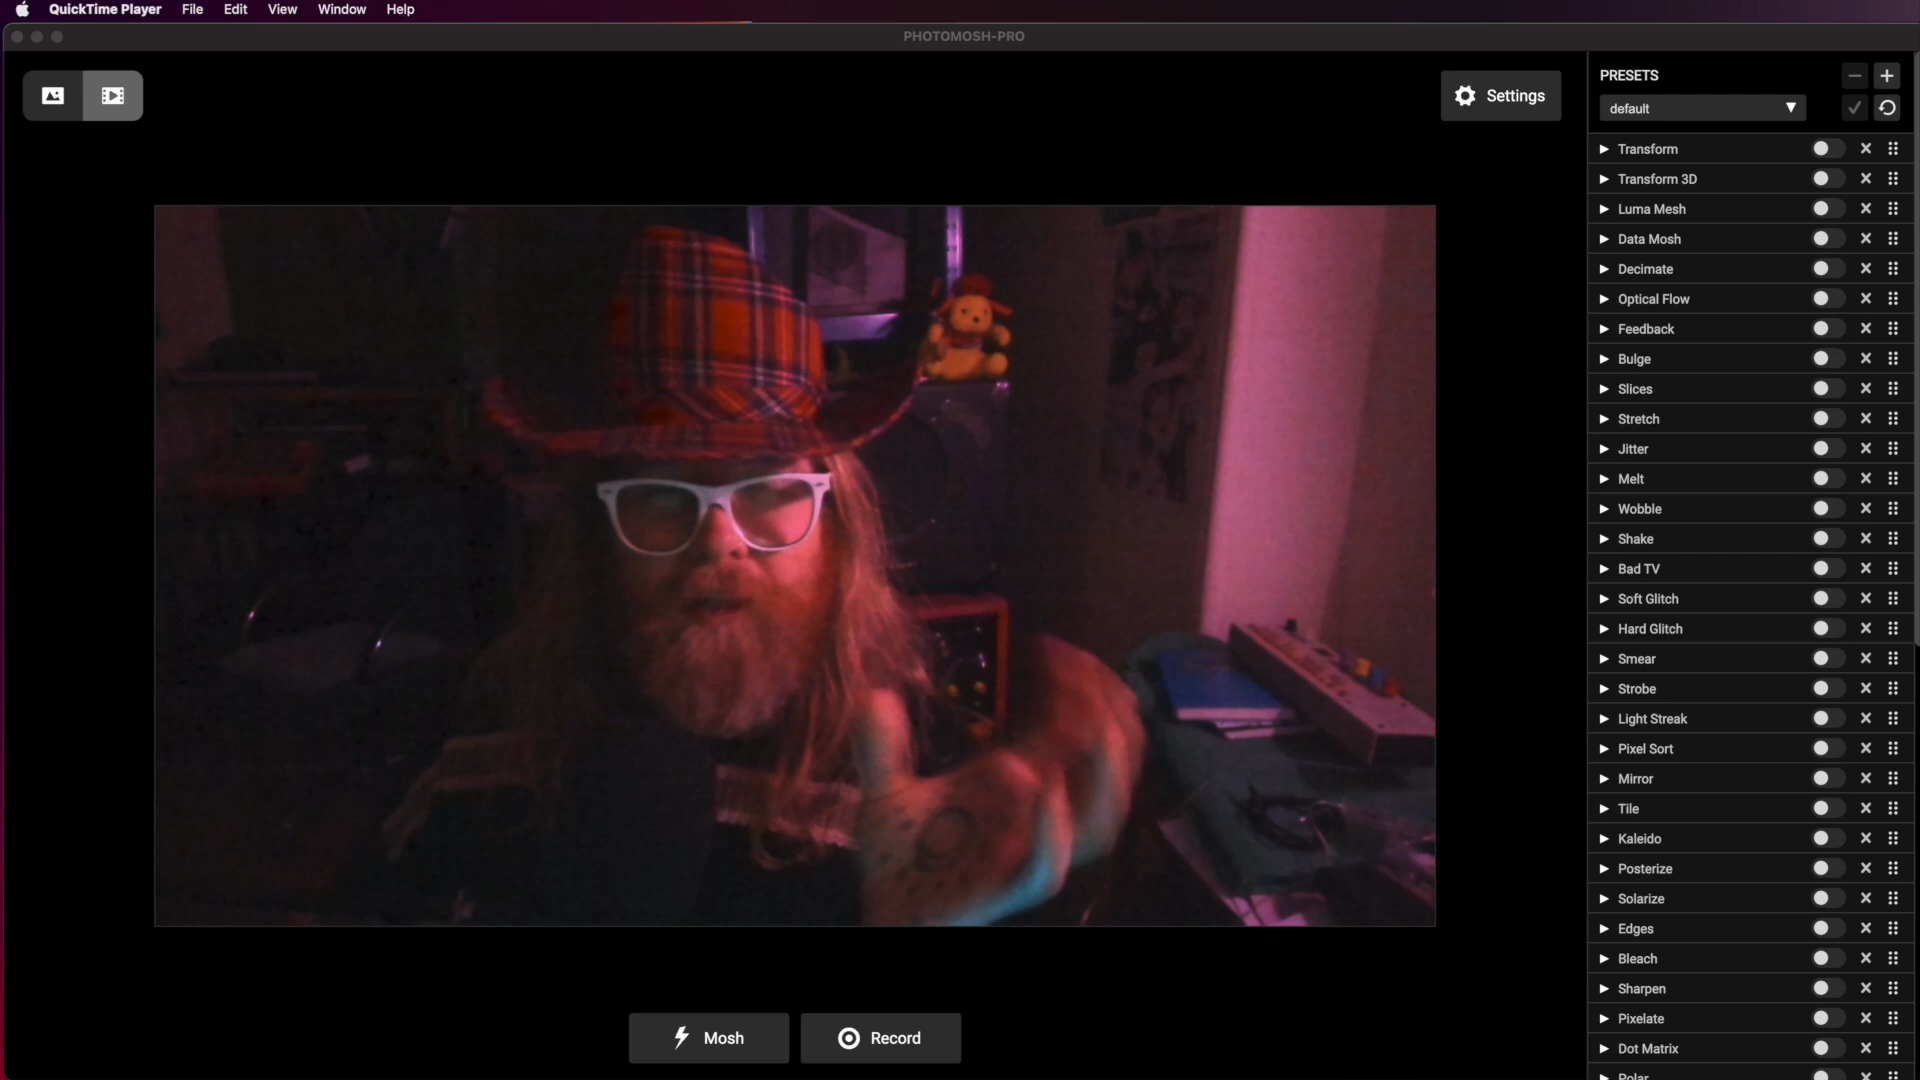 QuickTime Player File Edit View Window Help
PHOTOMOSH-PRO
Settings
PRESETS
default
Transform
Transform 3D
Luma Mesh
Data Mosh
Decimate
Optical Flow
Feedback
Bulge
Slices
Stretch
Jitter
Melt
Wobble
Shake
Bad TV
Soft Glitch
Hard Glitch
Smear
Strobe
Light Streak
Pixel Sort
Mirror
Tile
Kaleido
Posterize
Solarize
Edges
Bleach
Sharpen
Pixelate
Dot Matrix
Polar
Mosh
Record